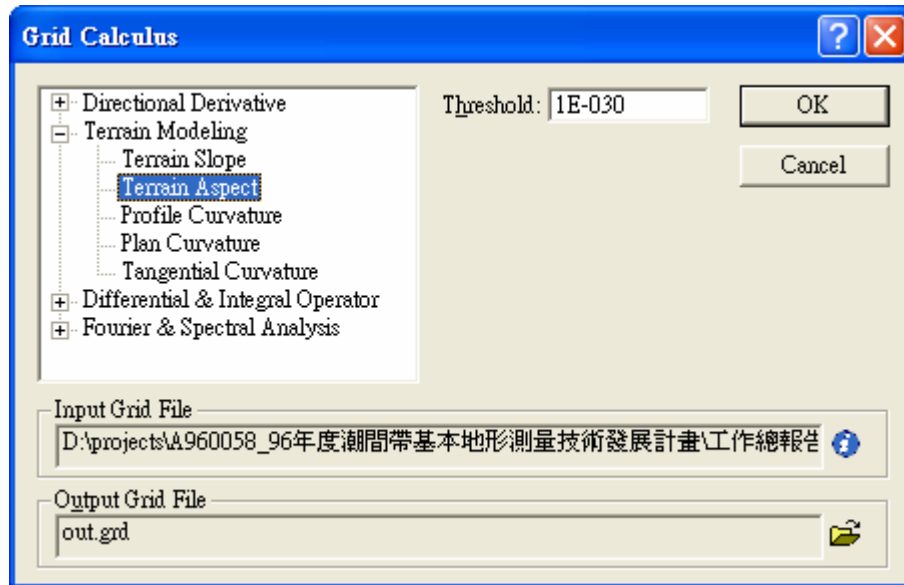 Grid Calculus
Directional Derivative
Terrain Modeling
Terrain Slope
Terrain Aspect
Profile Curvature
Plan Curvature
Tangential Curvature
Differential & Integral Operator
Fourier & Spectral Analysis
Threshold: 1E-030
OK
Cancel
Input Grid File
D:\projects\A960058_96年度潮間帶基本地形測量技術發展計畫\工作總報告
Output Grid File
out.grd